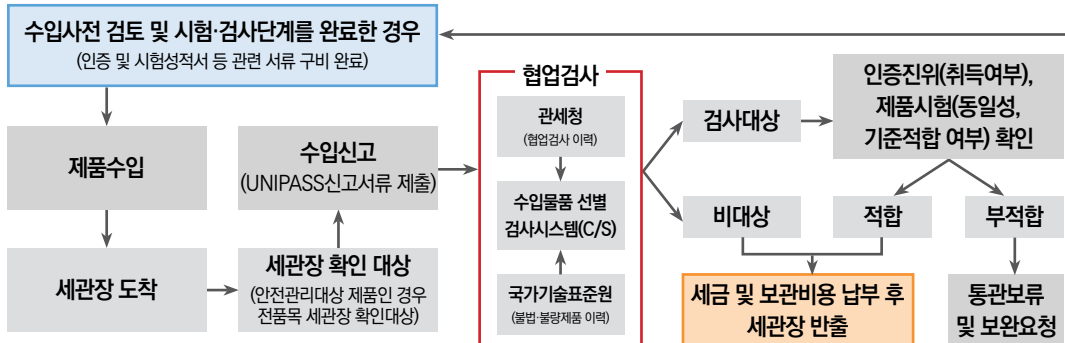 수입사전 검토 및 시험·검사단계를 완료한 경우
(인증 및 시험성적서 등 관련 서류 구비 완료)
제품수입
세관장 도착
수입신고
(UNIPASS신고서류 제출)
세관장 확인 대상
(안전관리대상 제품인 경우
전품목 세관장 확인대상)
협업검사
관세청
(협업검사 이력)
수입물품 선별
검사시스템(C/S)
국가기술표준원
(불법·불량제품 이력)
검사대상
인증진위(취득여부),
제품시험(동일성,
기준적합 여부) 확인
비대상
적합
부적합
세금 및 보관비용 납부 후
세관장 반출
통관보류
및 보완요청